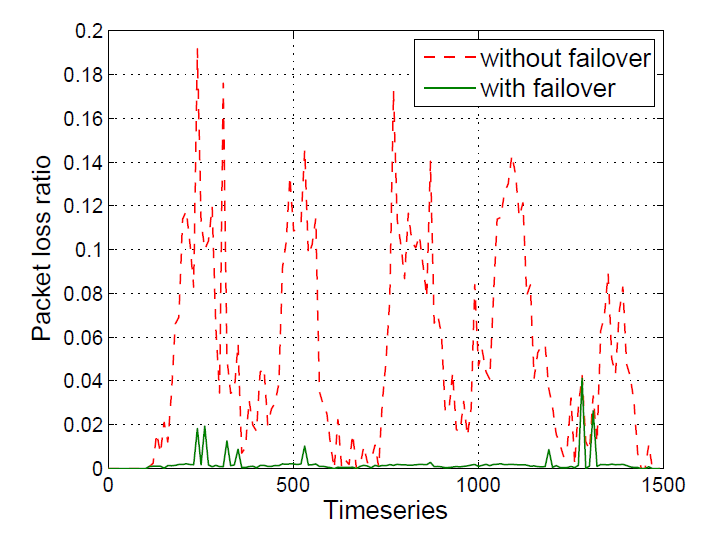 0.2
0.18
0.16
0.14
0.12
0.1
0.08
0.06
0.04
0.02
0
Packet loss ratio
without failover
with failover
0 500 1000 1500
Timeseries